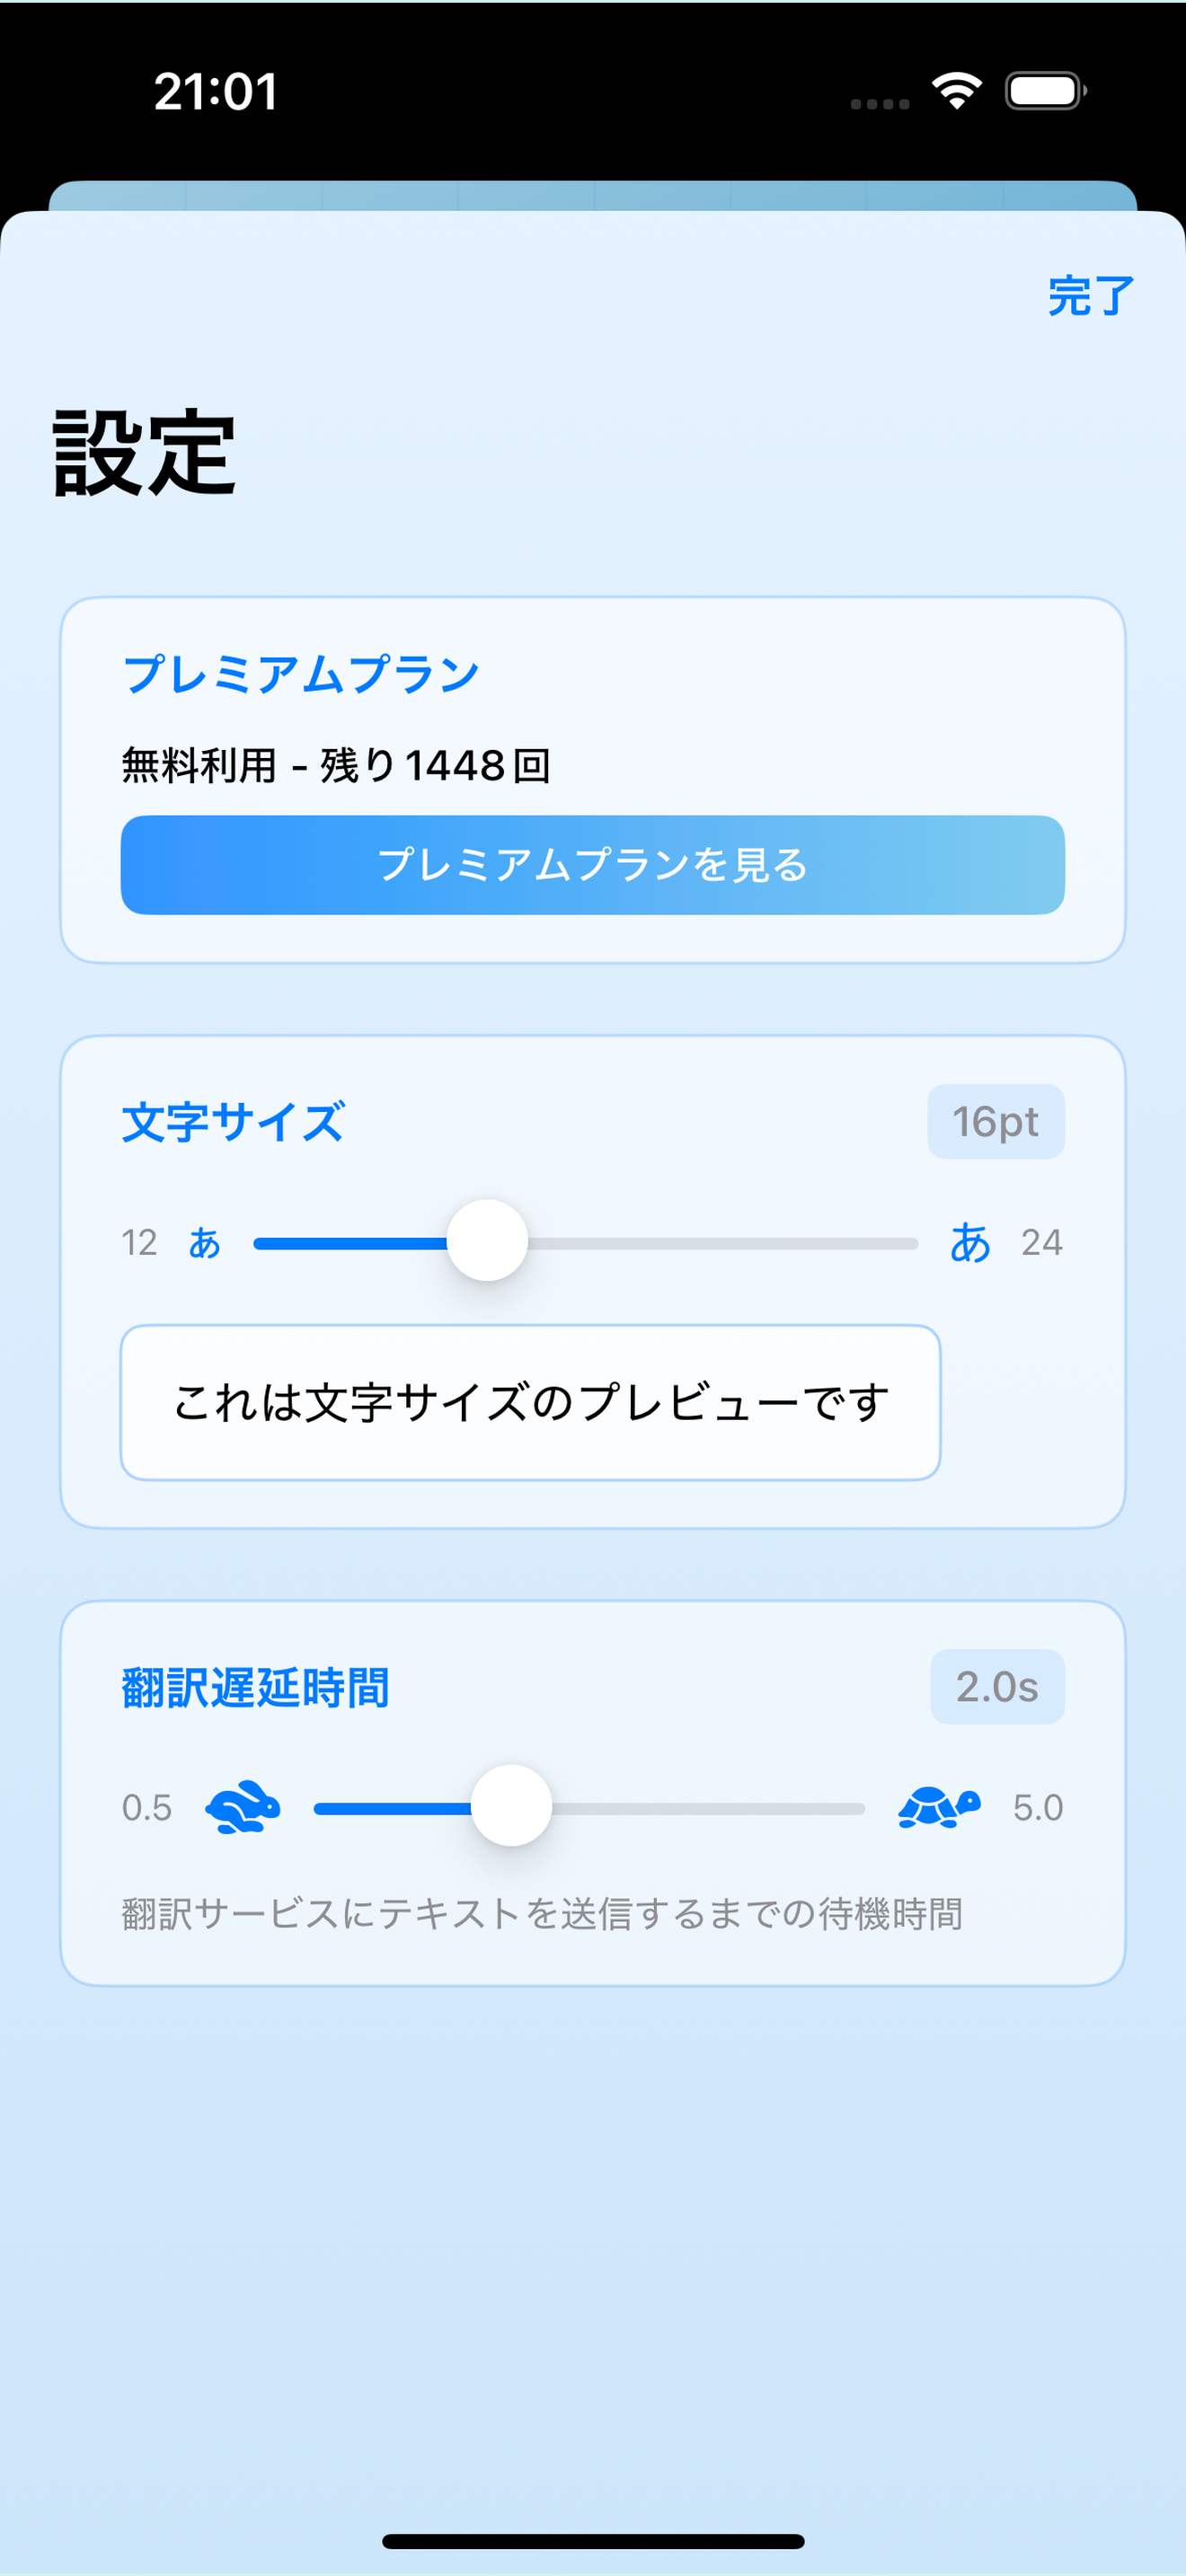 21:01
完了
設定
プレミアムプラン
無料利用 - 残り1448回
プレミアムプランを見る
文字サイズ 16pt
12 あ あ 24
これは文字サイズのプレビューです
翻訳遅延時間 2.0s
0.5 5.0
翻訳サービスにテキストを送信するまでの待機時間